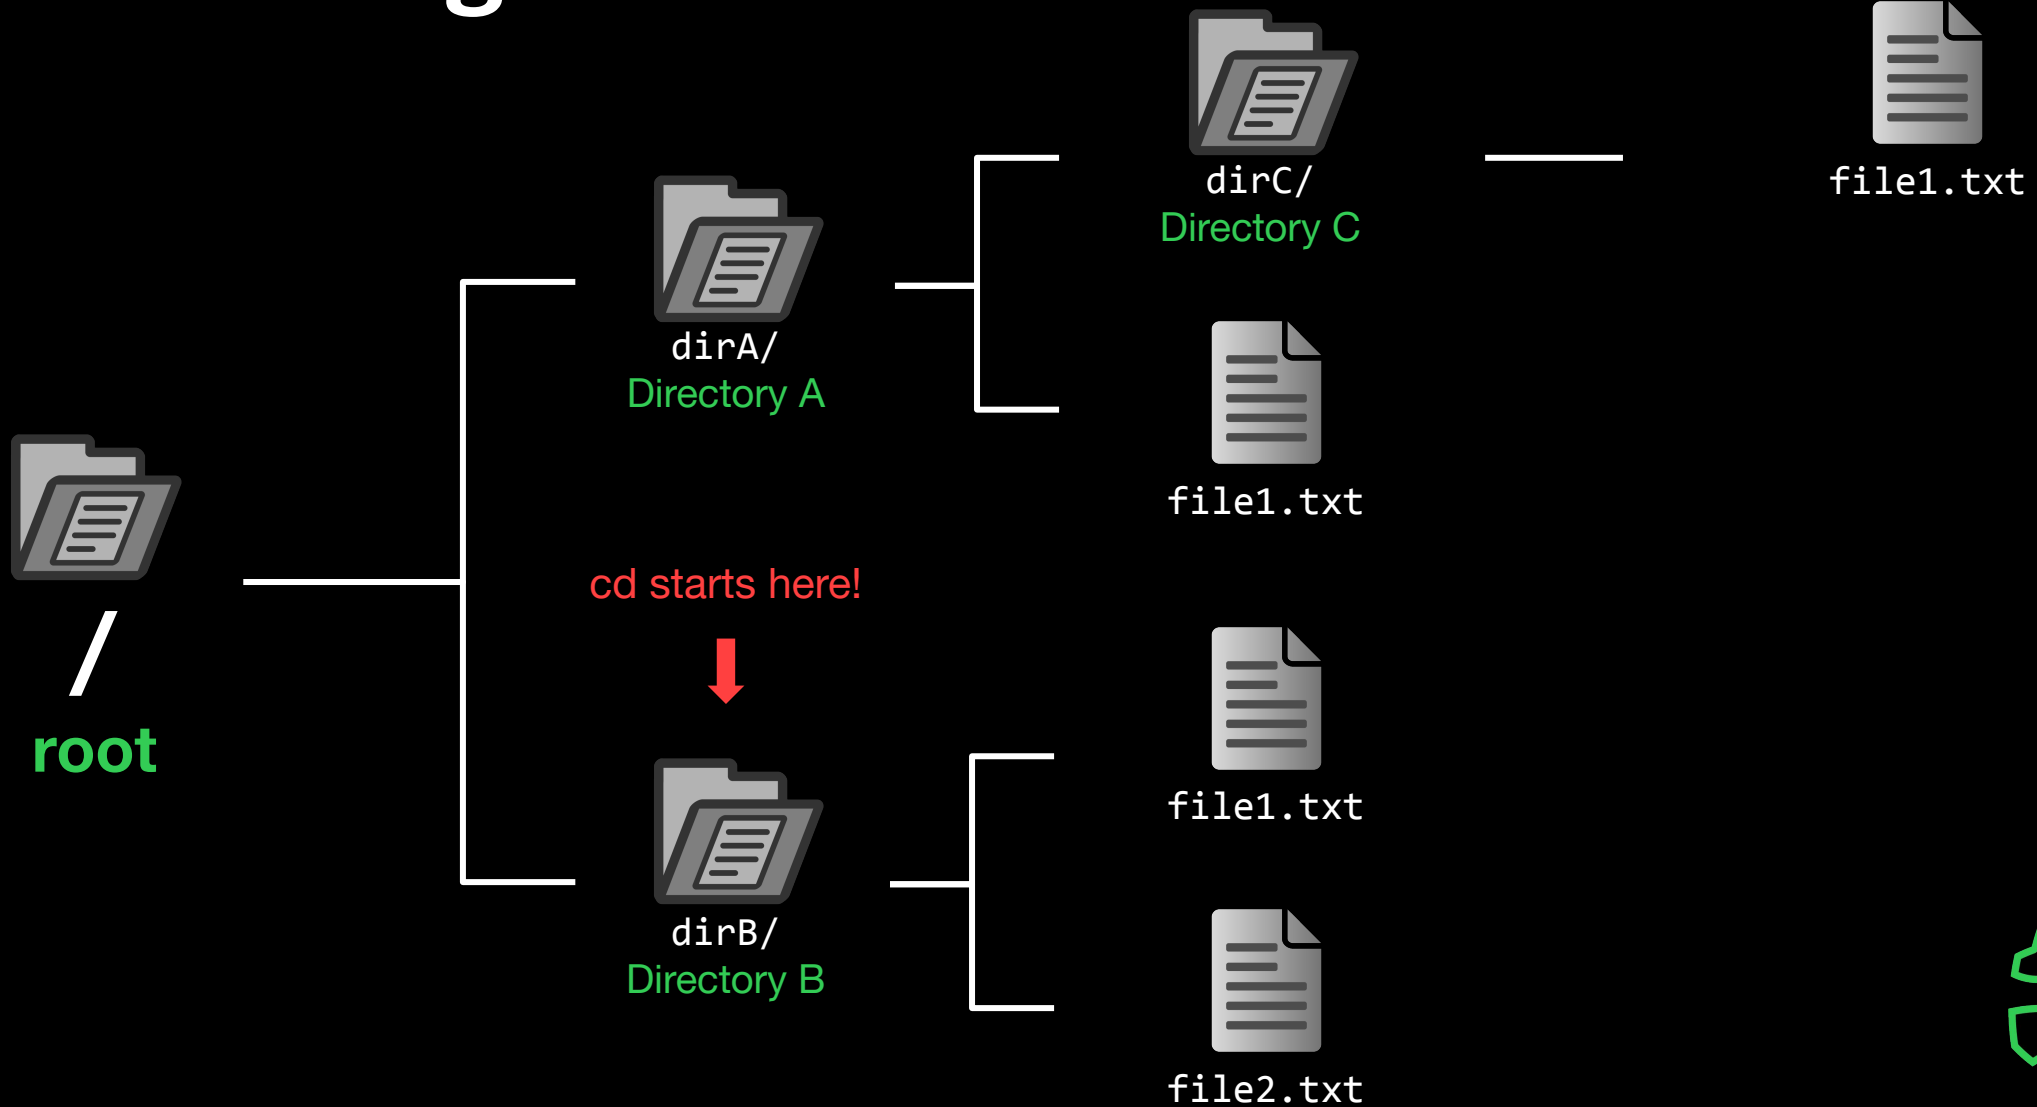 dirC/
Directory C
file1.txt
dirA/
Directory A
file1.txt
cd starts here!
/
root
file1.txt
dirB/
Directory B
file2.txt